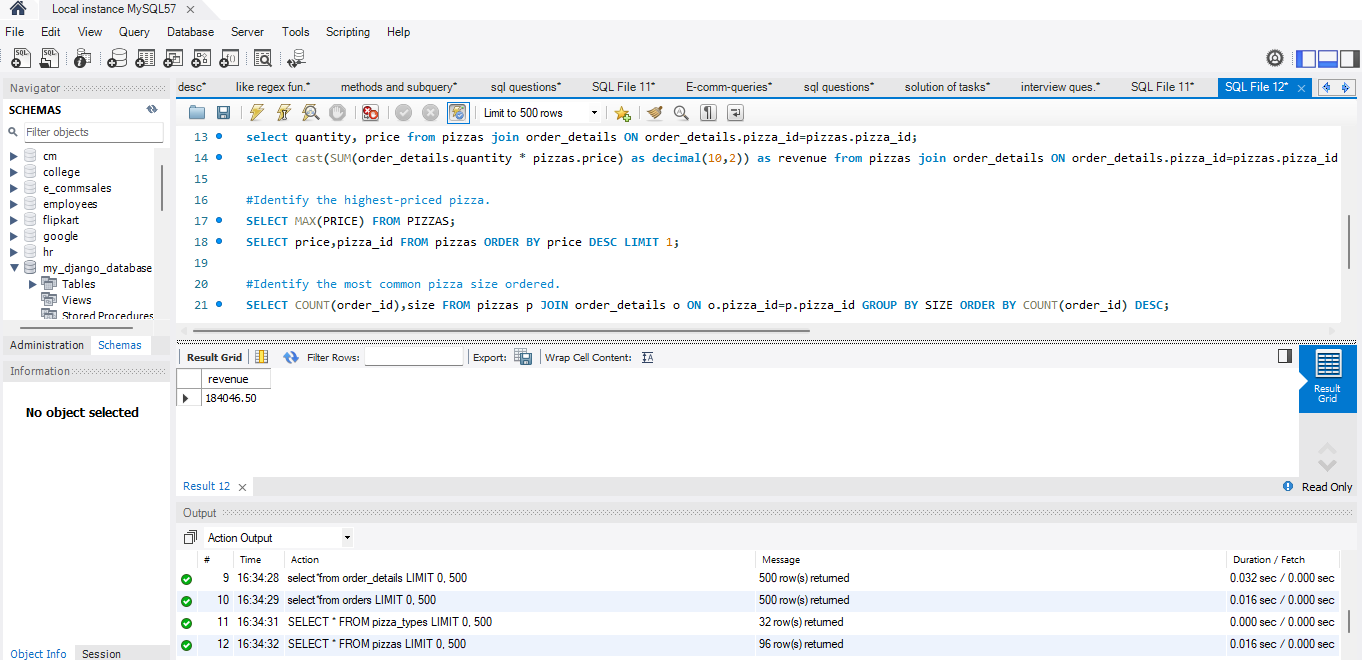 Local instance MySQL57 ×
File Edit View Query Database Server Tools Scripting Help
Navigator
desc* like regex fun.* methods and subquery* sql questions* SQL File 11* E-comm-queries* sql questions* solution of tasks* interview ques.* SQL File 11* SQL File 12* ×
SCHEMAS
Limit to 500 rows
Filter objects
13 select quantity, price from pizzas join order_details ON order_details.pizza_id=pizzas.pizza_id;
14 select cast(SUM(order_details.quantity * pizzas.price) as decimal(10,2)) as revenue from pizzas join order_details ON order_details.pizza_id=pizzas.pizza_id
15
16 #Identify the highest-priced pizza.
17 SELECT MAX(PRICE) FROM PIZZAS;
18 SELECT price,pizza_id FROM pizzas ORDER BY price DESC LIMIT 1;
19
20 #Identify the most common pizza size ordered.
21 SELECT COUNT(order_id),size FROM pizzas p JOIN order_details o ON o.pizza_id=p.pizza_id GROUP BY SIZE ORDER BY COUNT(order_id) DESC;
cm
college
e_commsales
employees
flipkart
google
hr
my_django_database
Tables
Views
Stored Procedures
Administration Schemas
Information
No object selected
Result Grid Filter Rows: Export: Wrap Cell Content:
revenue
184046.50
Result
Grid
Result 12 ×
Read Only
Output
Action Output
# Time Action Message Duration / Fetch
9 16:34:28 select*from order_details LIMIT 0, 500 500 row(s) returned 0.032 sec / 0.000 sec
10 16:34:29 select*from orders LIMIT 0, 500 500 row(s) returned 0.016 sec / 0.000 sec
11 16:34:31 SELECT * FROM pizza_types LIMIT 0, 500 32 row(s) returned 0.000 sec / 0.000 sec
12 16:34:32 SELECT * FROM pizzas LIMIT 0, 500 96 row(s) returned 0.016 sec / 0.000 sec
Object Info Session